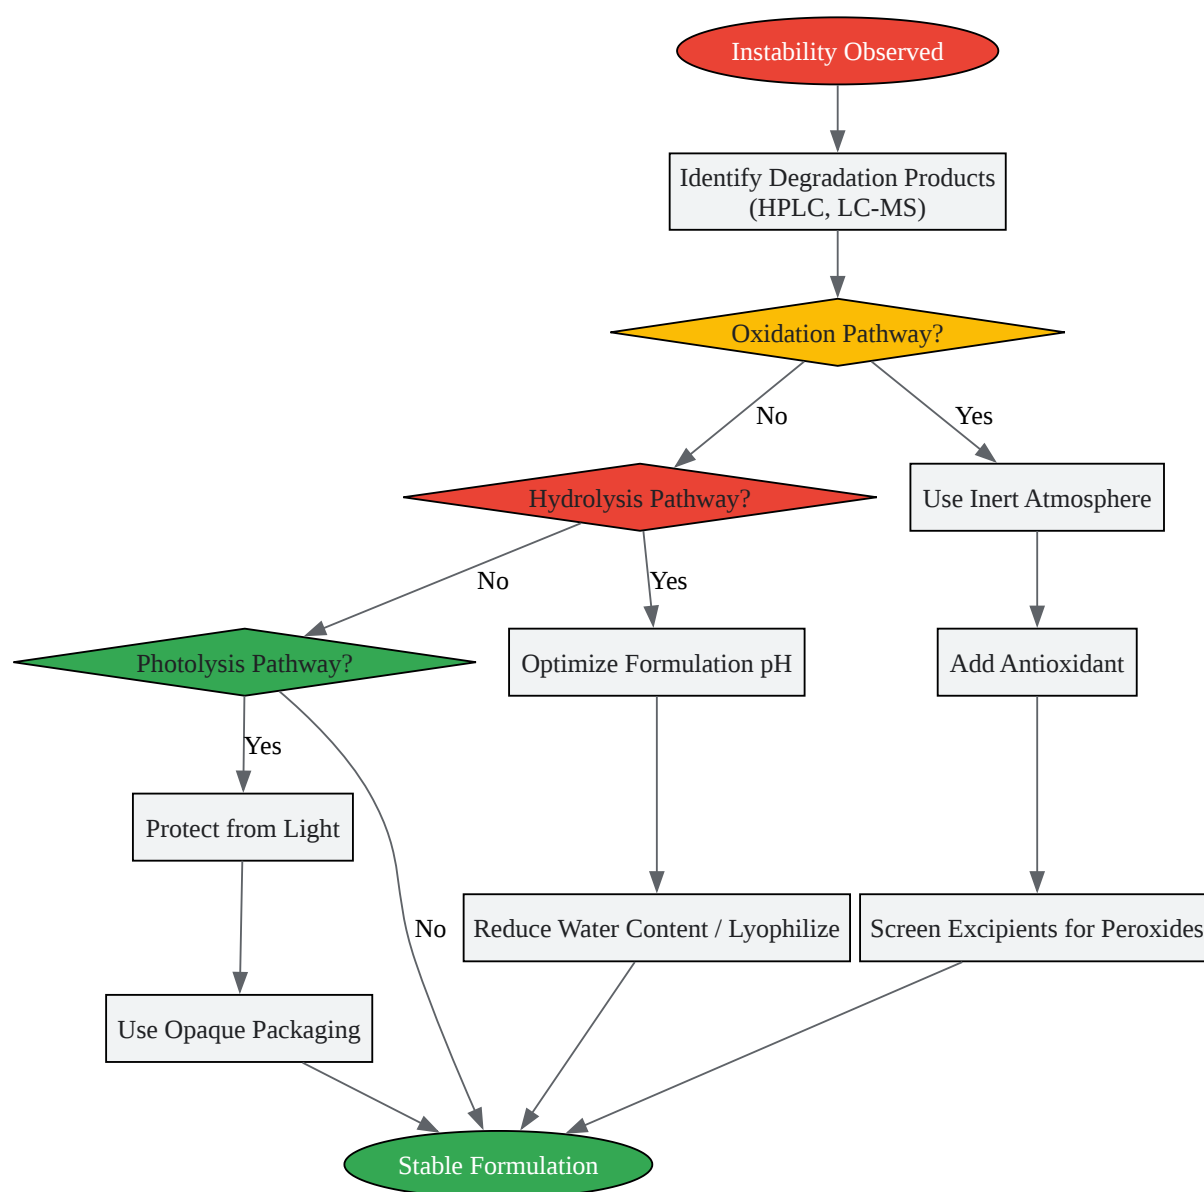 Instability Observed
Identify Degradation Products
(HPLC, LC-MS)
Oxidation Pathway?
No
Yes
Hydrolysis Pathway?
Use Inert Atmosphere
No
Yes
Photolysis Pathway?
Optimize Formulation pH
Add Antioxidant
Yes
Protect from Light
No
Reduce Water Content / Lyophilize
Screen Excipients for Peroxides
Use Opaque Packaging
Stable Formulation